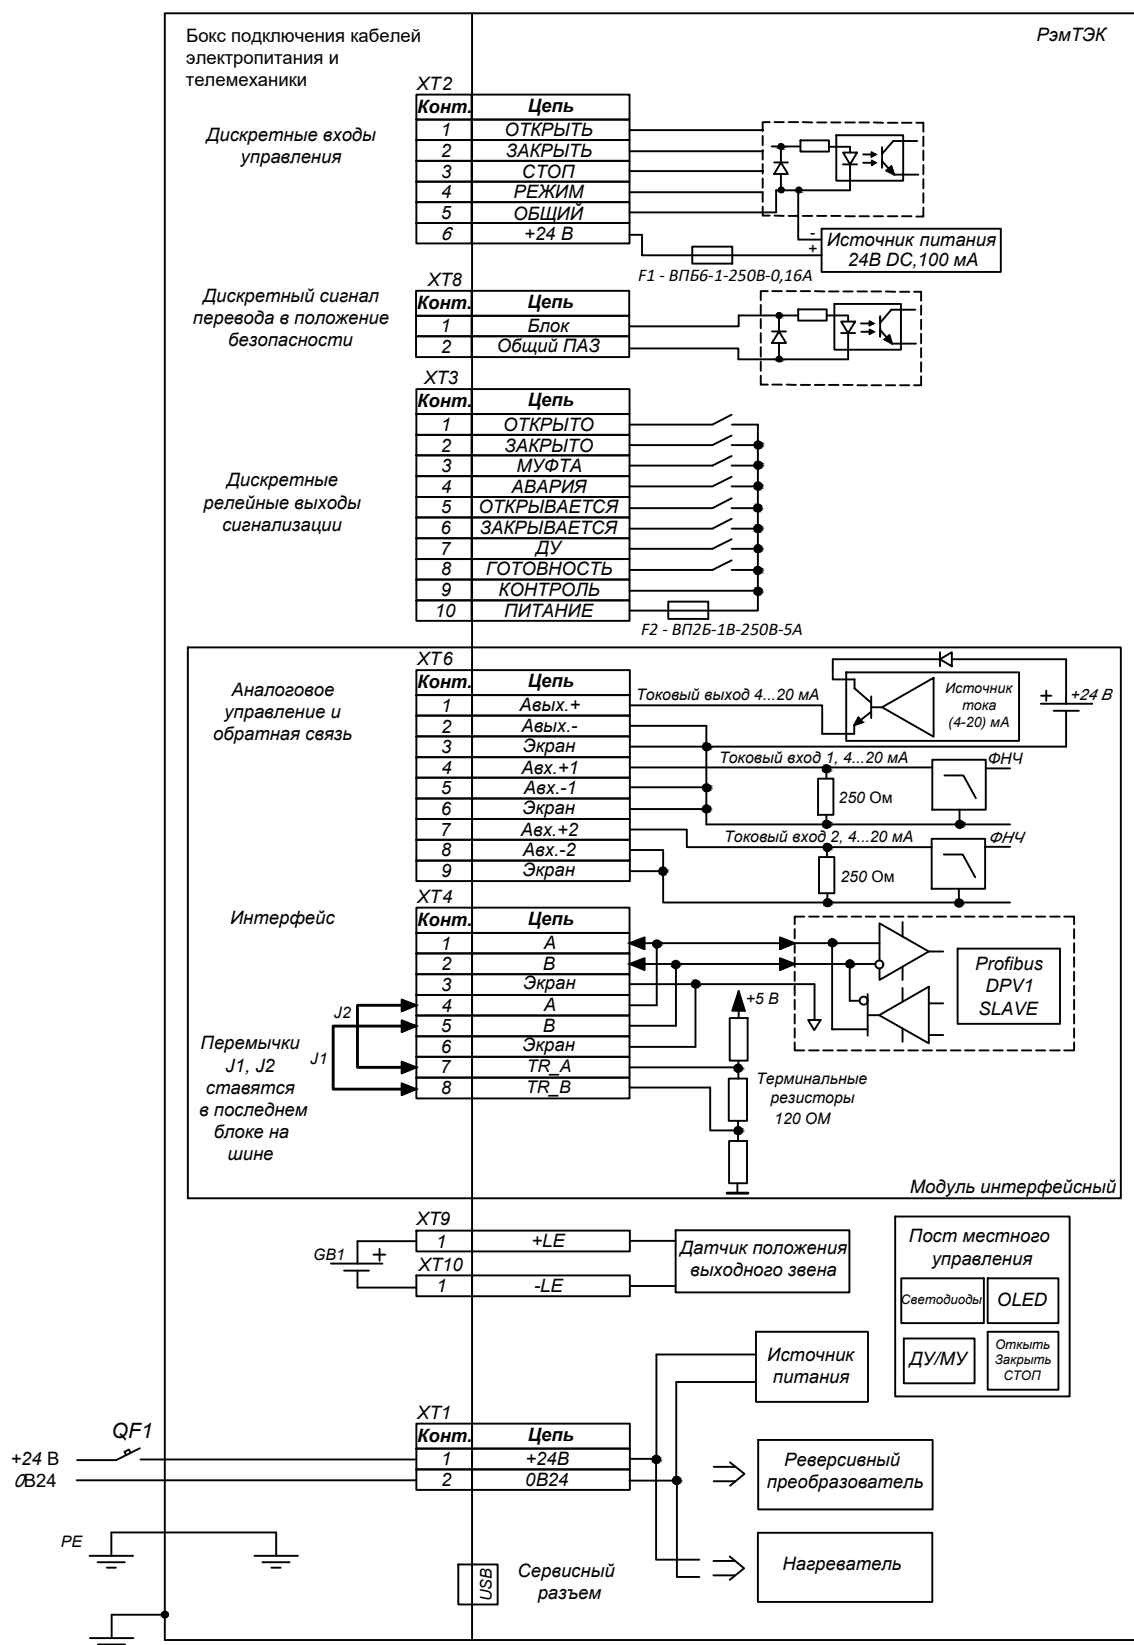 Бокс подключения кабелей
электропитания и
телемеханики
РэмТЭК
XT2
Конт. Цепь
Дискретные входы
управления
1 ОТКРЫТЬ
2 ЗАКРЫТЬ
3 СТОП
4 РЕЖИМ
5 ОБЩИЙ
6 +24 В
-
+
Источник питания
24В DC,100 мА
F1 - ВПБ6-1-250В-0,16А
XT8
Дискретный сигнал
перевода в положение
безопасности
Конт. Цепь
1 Блок
2 Общий ПАЗ
XT3
Конт. Цепь
1 ОТКРЫТО
2 ЗАКРЫТО
3 МУФТА
4 АВАРИЯ
5 ОТКРЫВАЕТСЯ
6 ЗАКРЫВАЕТСЯ
7 ДУ
8 ГОТОВНОСТЬ
9 КОНТРОЛЬ
10 ПИТАНИЕ
Дискретные
релейные выходы
сигнализации
F2 - ВП2Б-1В-250В-5А
XT6
Конт. Цепь
Аналоговое
управление и
обратная связь
1 Авых.+
2 Авых.-
3 Экран
4 Авх.+1
5 Авх.-1
6 Экран
7 Авх.+2
8 Авх.-2
9 Экран
Токовый выход 4...20 мА
Источник
тока
(4-20) мА
+
+24 В
Токовый вход 1, 4...20 мА
ФНЧ
250 Ом
Токовый вход 2, 4...20 мА
ФНЧ
250 Ом
XT4
Интерфейс
Конт. Цепь
1 A
2 B
3 Экран
4 A
5 B
6 Экран
7 TR_A
8 TR_B
J2
J1
Перемычки
J1, J2
ставятся
в последнем
блоке на
шине
+5 В
Терминальные
резисторы
120 ОМ
Profibus
DPV1
SLAVE
Модуль интерфейсный
XT9
1 +LE
XT10
1 -LE
GB1
+
Датчик положения
выходного звена
Пост местного
управления
Светодиоды
OLED
ДУ/МУ
Откыть
Закрыть
СТОП
Источник
питания
XT1
Конт. Цепь
1 +24В
2 0В24
QF1
+24 В
0В24
Реверсивный
преобразователь
PE
Нагреватель
USB
Сервисный
разъем